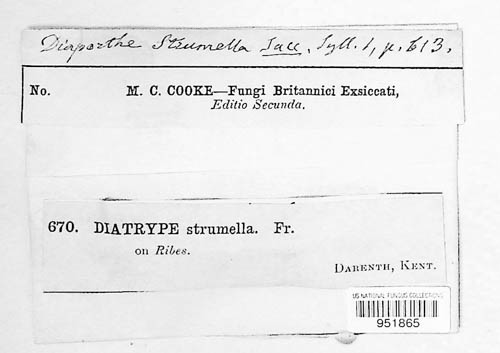 Diaporthe Strumella Sacc. Syll. 1, p. 613.
No. M. C. COOKE—Fungi Britannici Exsiccati,
Editio Secunda.
670. DIATRYPE strumella. Fr.
on Ribes.
DARENTH, KENT.
US NATIONAL FUNGUS COLLECTIONS
951865